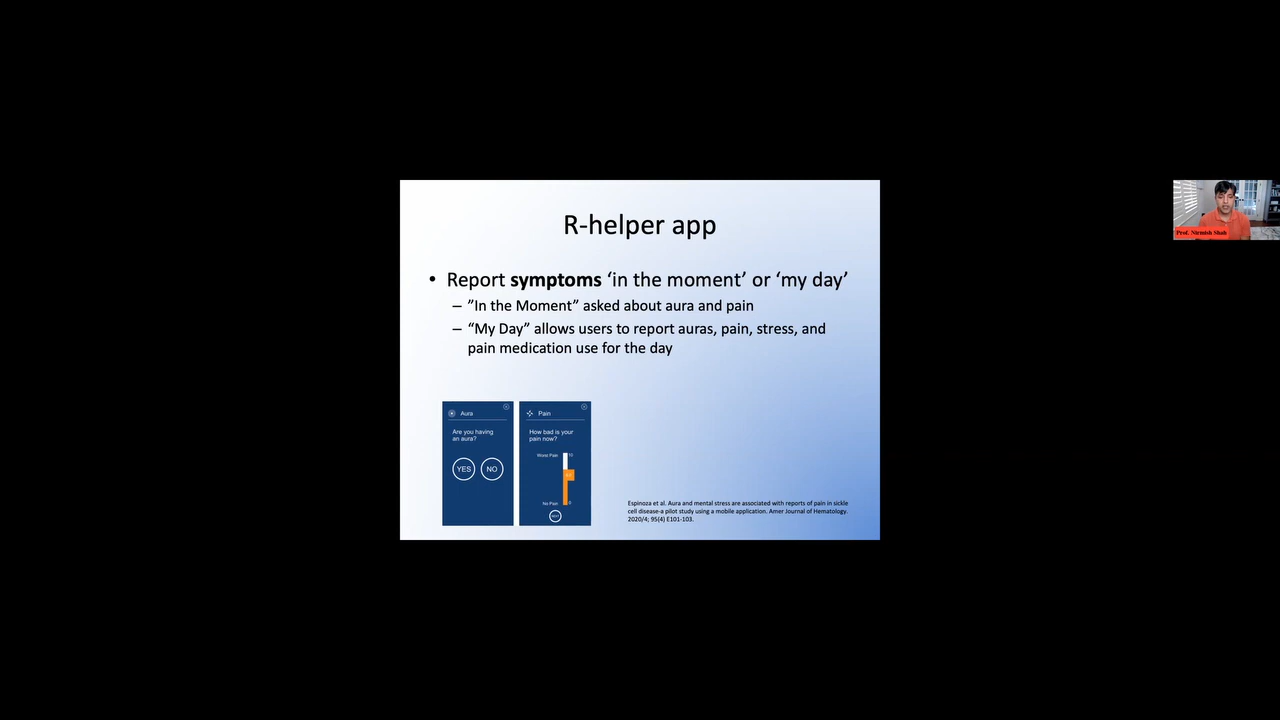 R-helper app
• Report symptoms ‘in the moment’ or ‘my day’
– ”In the Moment” asked about aura and pain
– “My Day” allows users to report auras, pain, stress, and
pain medication use for the day
Aura
Are you having
an aura?
YES NO
Pain
How bad is your
pain now?
Worst Pain 10
No Pain 0
NEXT
Espinoza et al. Aura and mental stress are associated with reports of pain in sickle
cell disease-a pilot study using a mobile application. Amer Journal of Hematology.
2020/4; 95(4) E101-103.
Prof. Nirmish Shah